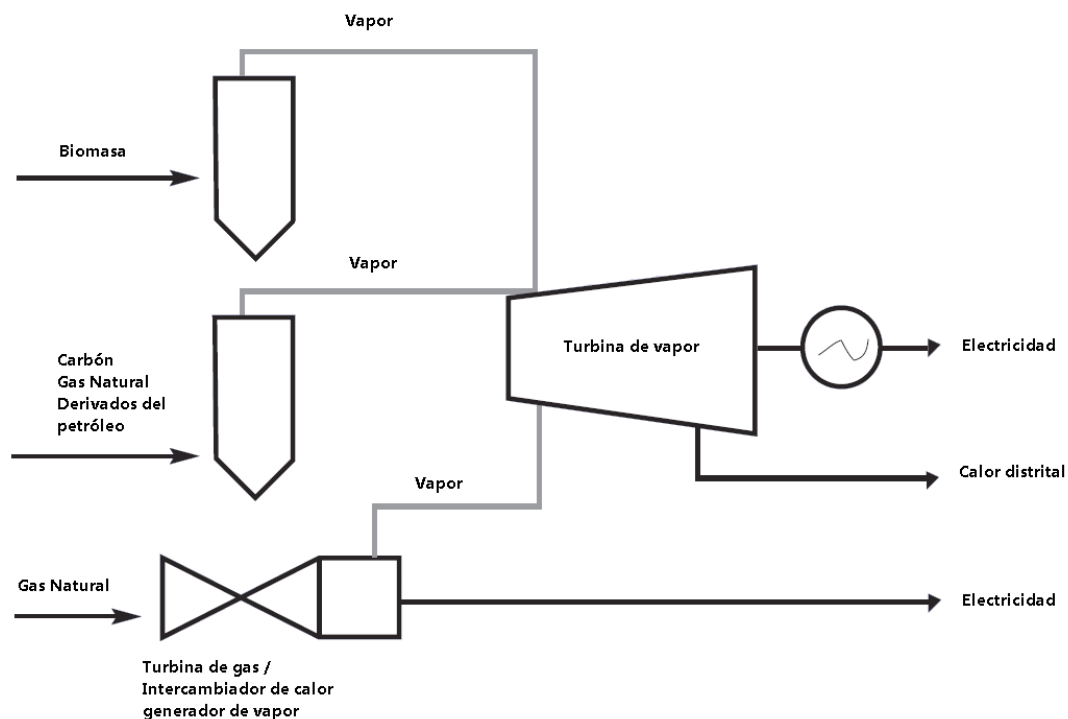 Vapor
Biomasa
Vapor
Carbón
Gas Natural
Derivados del
petróleo
Turbina de vapor
Electricidad
Calor distrital
Vapor
Gas Natural
Electricidad
Turbina de gas /
Intercambiador de calor
generador de vapor